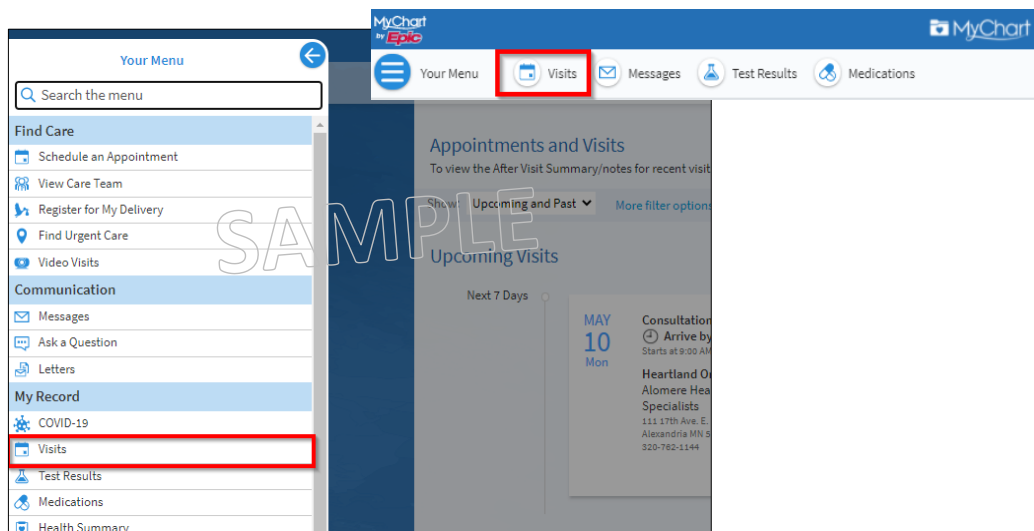 MyChart
by Epic
MyChart
Your Menu
Visits
Messages
Test Results
Medications
Your Menu
Search the menu
Find Care
Schedule an Appointment
View Care Team
Register for My Delivery
Find Urgent Care
Video Visits
Communication
Messages
Ask a Question
Letters
My Record
COVID-19
Visits
Test Results
Medications
Health Summary
SAMPLE
Appointments and Visits
To view the After Visit Summary/notes for recent visit
Show: Upcoming and Past
More filter options
Upcoming Visits
Next 7 Days
MAY
10
Mon
Consultation
Arrive by
Starts at 9:00 AM
Heartland Or
Alomere Hea
Specialists
111 17th Ave. E.
Alexandria MN 5
320-762-1144